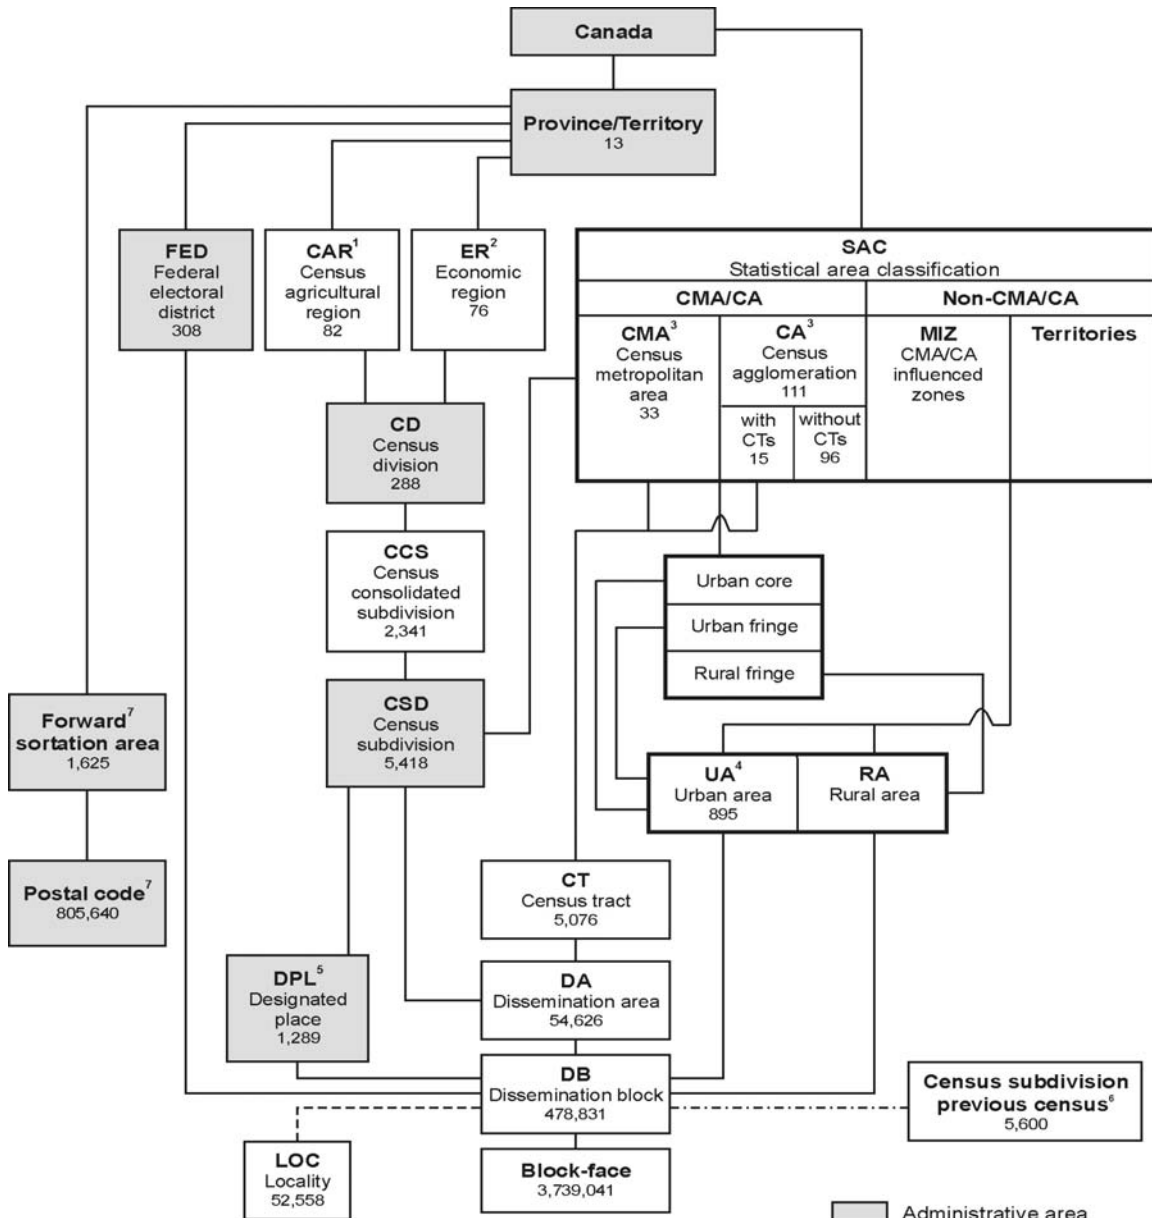 Canada
Province/Territory
13
FED
Federal
electoral
district
308
CAR¹
Census
agricultural
region
82
ER²
Economic
region
76
SAC
Statistical area classification
CMA/CA
Non-CMA/CA
CMA³
Census
metropolitan
area
33
CA³
Census
agglomeration
111
with
CTs
15
without
CTs
96
MIZ
CMA/CA
influenced
zones
Territories
CD
Census
division
288
CCS
Census
consolidated
subdivision
2,341
Urban core
Urban fringe
Rural fringe
CSD
Census
subdivision
5,418
Forward⁷
sortation area
1,625
UA⁴
Urban area
895
RA
Rural area
Postal code⁷
805,640
CT
Census tract
5,076
DPL⁵
Designated
place
1,289
DA
Dissemination area
54,626
DB
Dissemination block
478,831
Census subdivision
previous census⁶
5,600
LOC
Locality
52,558
Block-face
3,739,041
Administrative area